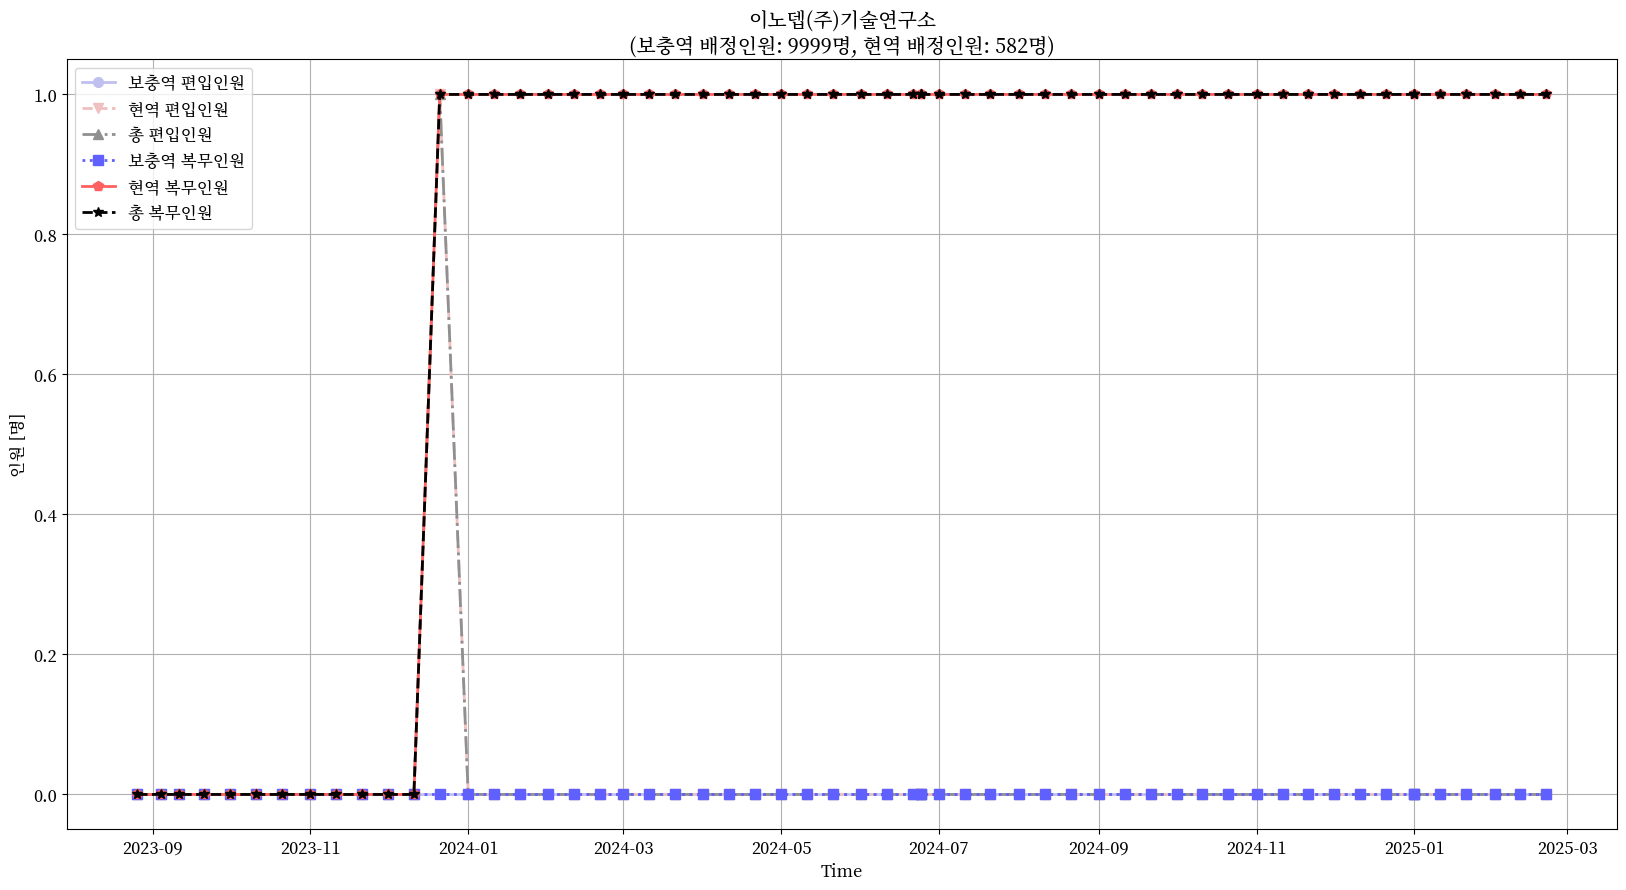 이노뎁(주)기술연구소
(보충역 배정인원: 9999명, 현역 배정인원: 582명)
보충역 편입인원
현역 편입인원
총 편입인원
보충역 복무인원
현역 복무인원
총 복무인원
1.0
0.8
0.6
0.4
0.2
0.0
인원 [명]
2023-09
2023-11
2024-01
2024-03
2024-05
2024-07
2024-09
2024-11
2025-01
2025-03
Time